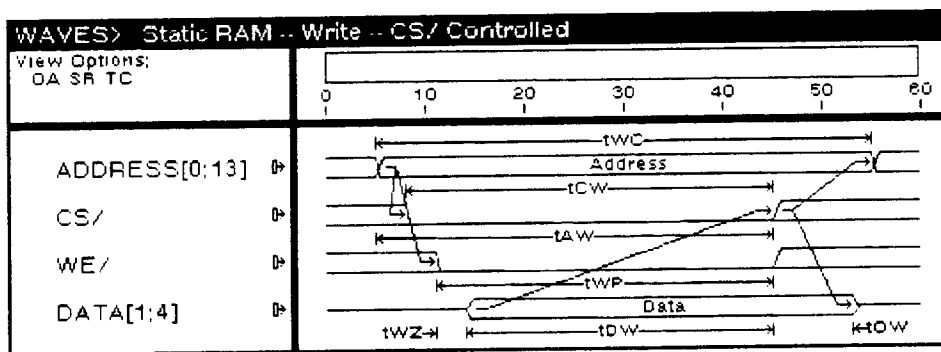 WAVES> Static RAM -- Write -- CS/ Controlled
View Options:
OA SR TC
0 10 20 30 40 50 60
tWC
ADDRESS[0:13] Address
tCW
CS/
tAW
WE/
tWP
DATA[1:4] Data
tWZ tDW tOW